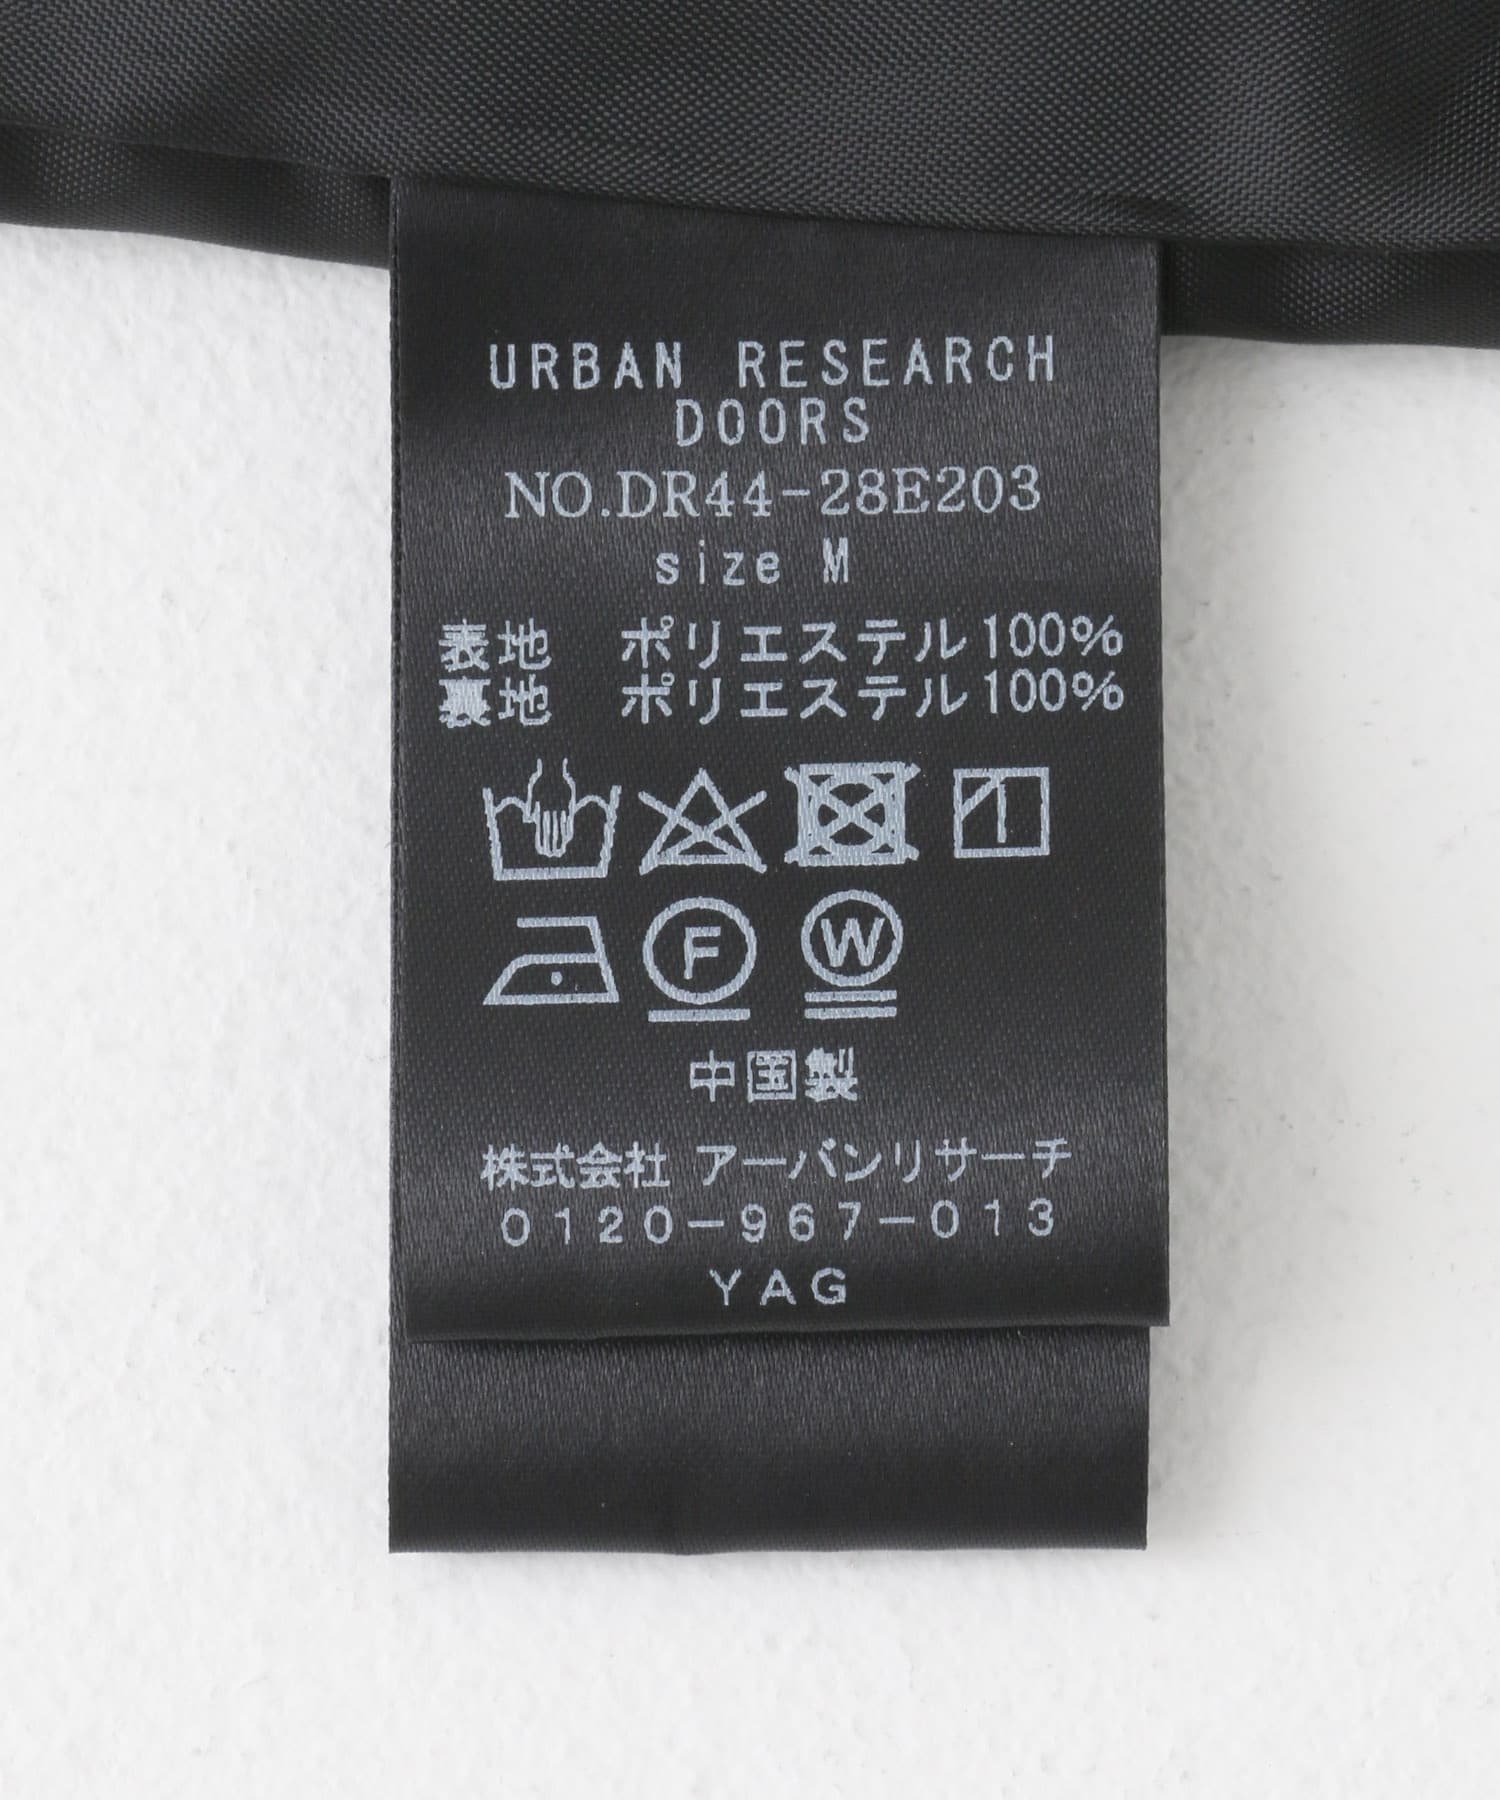 URBAN RESEARCH
DOORS
NO.DR44-28E203
size M
表地 ポリエステル100%
裏地 ポリエステル100%
F W
中国製
株式会社 アーバンリサーチ
0120-967-013
YAG